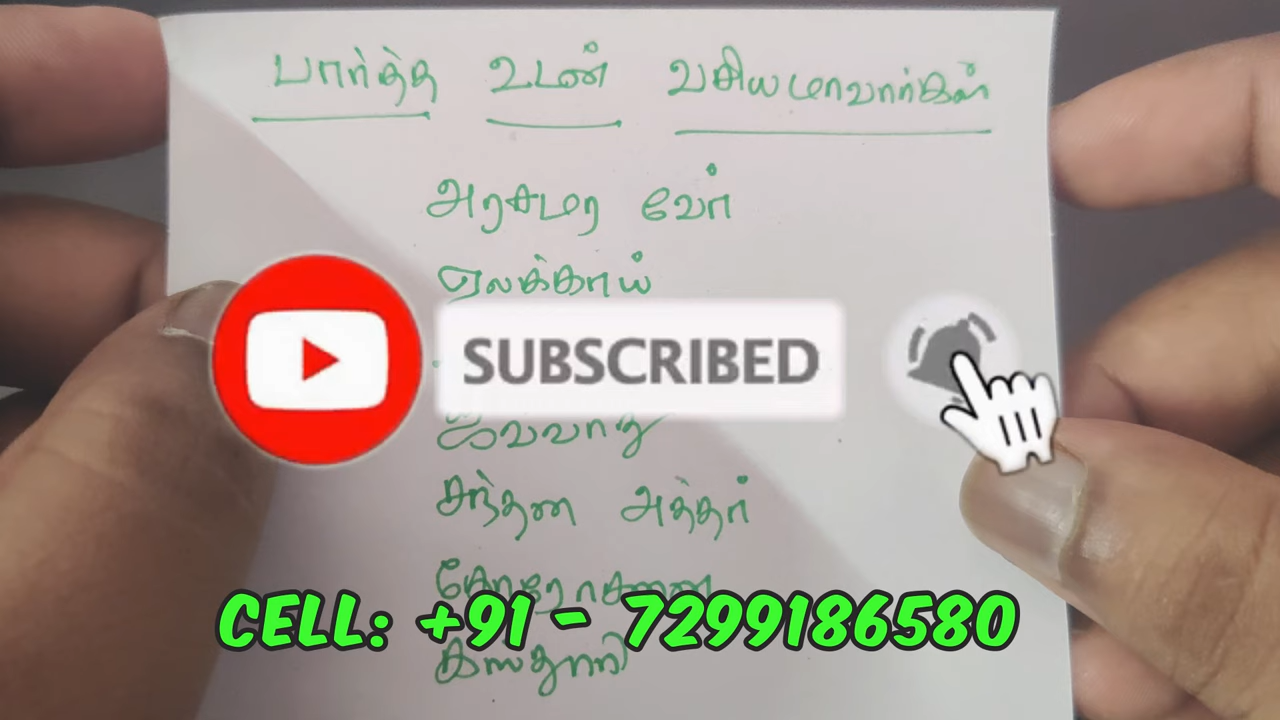 பார்த்த உடன் வசியமாவார்கள்
அரசமர வேர்
ஏலக்காய்
SUBSCRIBED
ஜவ்வாது
சந்தன அத்தர்
கோரோசனை
CELL: +91 - 7299186580
கஸ்தூரி